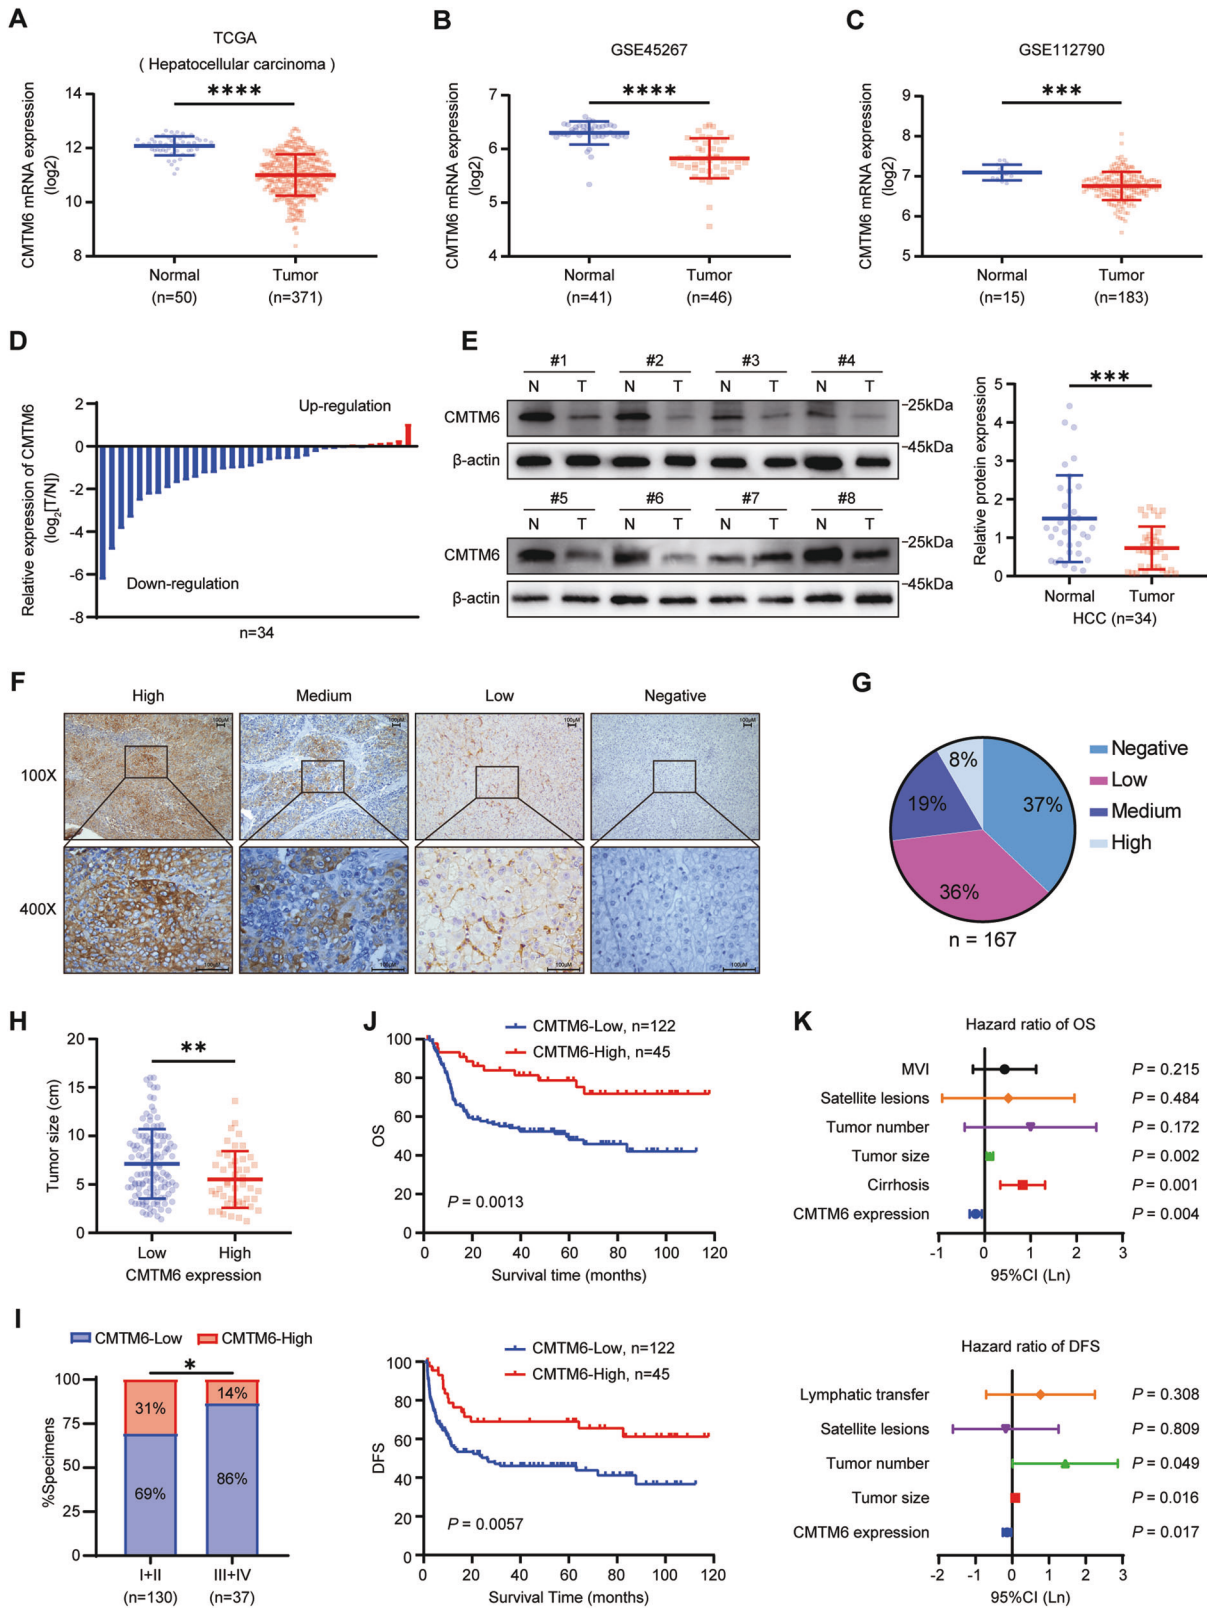 A
TCGA
( Hepatocellular carcinoma )
CMTM6 mRNA expression
(log2)
14
12
10
8
****
Normal
(n=50)
Tumor
(n=371)
B
GSE45267
CMTM6 mRNA expression
(log2)
7
6
5
4
****
Normal
(n=41)
Tumor
(n=46)
C
GSE112790
CMTM6 mRNA expression
(log2)
9
8
7
6
5
***
Normal
(n=15)
Tumor
(n=183)
D
Relative expression of CMTM6
(log2[T/N])
2
0
-2
-4
-6
-8
Up-regulation
Down-regulation
n=34
E
#1 #2 #3 #4
N T N T N T N T
CMTM6
-25kDa
β-actin
-45kDa
#5 #6 #7 #8
N T N T N T N T
CMTM6
-25kDa
β-actin
-45kDa
Relative protein expression
5
4
3
2
1
0
***
Normal Tumor
HCC (n=34)
F
High Medium Low Negative
100X
100μM 100μM 100μM 100μM
400X
100μM 100μM 100μM 100μM
G
8%
37%
19%
36%
n = 167
Negative
Low
Medium
High
H
Tumor size (cm)
20
15
10
5
0
**
Low High
CMTM6 expression
I
CMTM6-Low CMTM6-High
%Specimens
100
75
50
25
0
*
31%
69%
14%
86%
I+II
(n=130)
III+IV
(n=37)
J
CMTM6-Low, n=122
CMTM6-High, n=45
OS
100
80
60
40
20
0
P = 0.0013
0 20 40 60 80 100 120
Survival time (months)
CMTM6-Low, n=122
CMTM6-High, n=45
DFS
100
80
60
40
20
0
P = 0.0057
0 20 40 60 80 100 120
Survival Time (months)
K
Hazard ratio of OS
MVI P = 0.215
Satellite lesions P = 0.484
Tumor number P = 0.172
Tumor size P = 0.002
Cirrhosis P = 0.001
CMTM6 expression P = 0.004
-1 0 1 2 3
95%CI (Ln)
Hazard ratio of DFS
Lymphatic transfer P = 0.308
Satellite lesions P = 0.809
Tumor number P = 0.049
Tumor size P = 0.016
CMTM6 expression P = 0.017
-2 -1 0 1 2 3
95%CI (Ln)